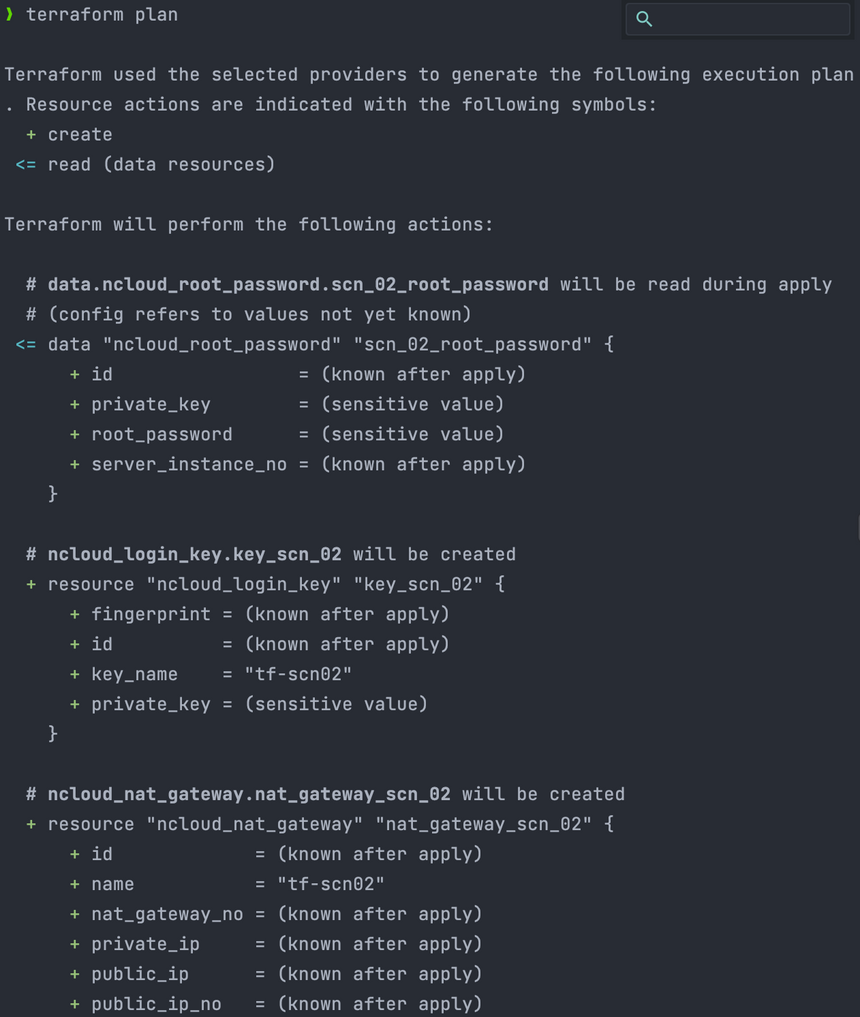 ❯ terraform plan
Terraform used the selected providers to generate the following execution plan
. Resource actions are indicated with the following symbols:
  + create
 <= read (data resources)
Terraform will perform the following actions:
  # data.ncloud_root_password.scn_02_root_password will be read during apply
  # (config refers to values not yet known)
 <= data "ncloud_root_password" "scn_02_root_password" {
      + id                 = (known after apply)
      + private_key        = (sensitive value)
      + root_password      = (sensitive value)
      + server_instance_no = (known after apply)
    }
  # ncloud_login_key.key_scn_02 will be created
  + resource "ncloud_login_key" "key_scn_02" {
      + fingerprint = (known after apply)
      + id          = (known after apply)
      + key_name    = "tf-scn02"
      + private_key = (sensitive value)
    }
  # ncloud_nat_gateway.nat_gateway_scn_02 will be created
  + resource "ncloud_nat_gateway" "nat_gateway_scn_02" {
      + id             = (known after apply)
      + name           = "tf-scn02"
      + nat_gateway_no = (known after apply)
      + private_ip     = (known after apply)
      + public_ip      = (known after apply)
      + public_ip_no   = (known after apply)